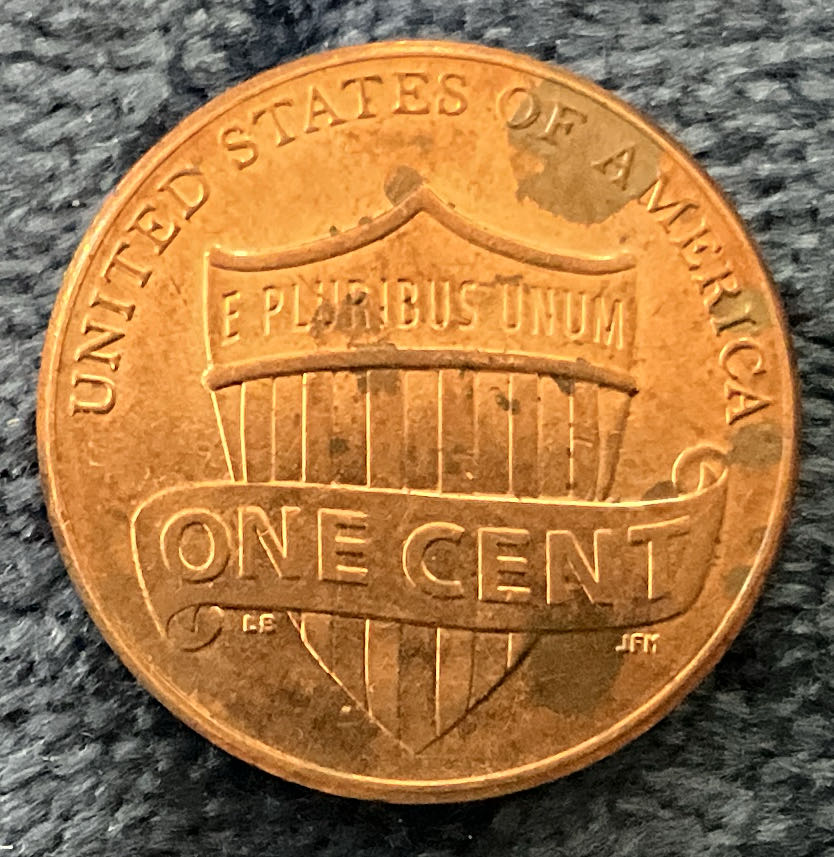 UNITED STATES OF AMERICA
E PLURIBUS UNUM
ONE CENT
LB
JFM